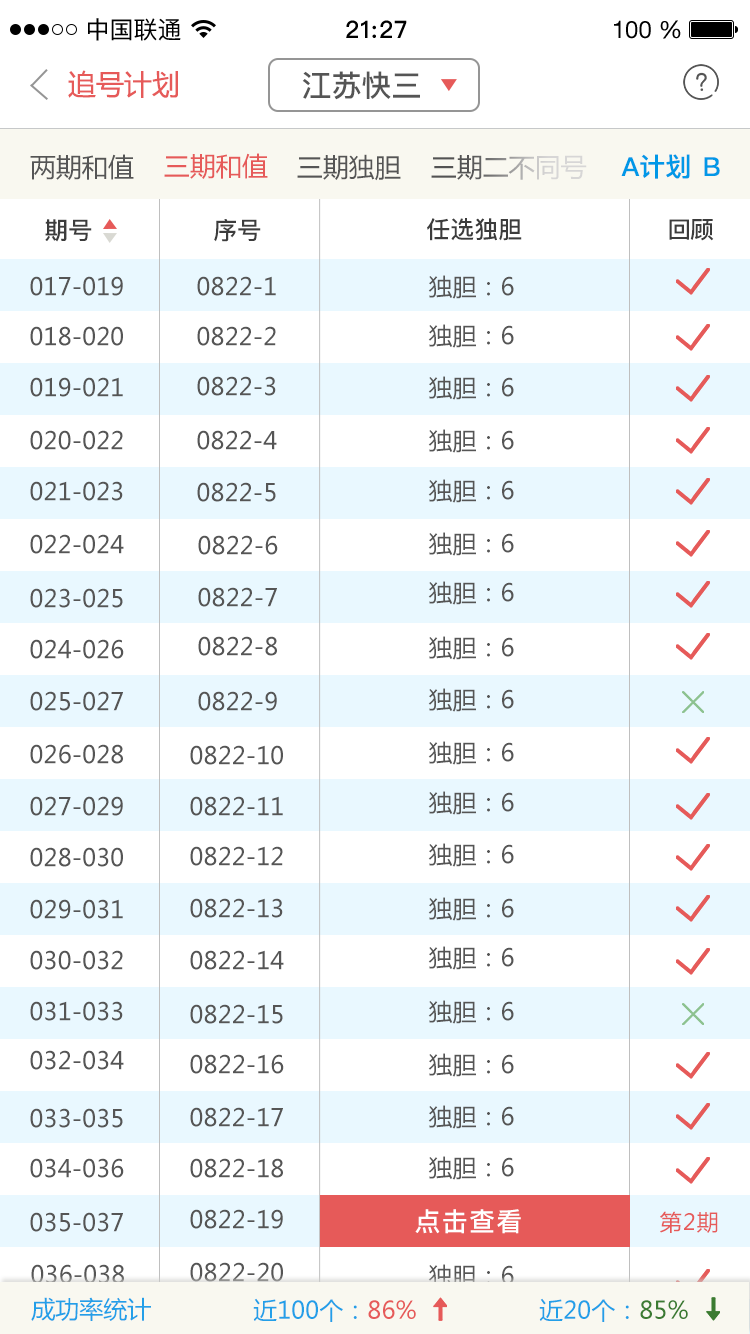 中国联通 21:27 100 %
追号计划 江苏快三 ?
两期和值 三期和值 三期独胆 三期二不同号 A计划 B
期号 序号 任选独胆 回顾
017-019 0822-1 独胆：6
018-020 0822-2 独胆：6
019-021 0822-3 独胆：6
020-022 0822-4 独胆：6
021-023 0822-5 独胆：6
022-024 0822-6 独胆：6
023-025 0822-7 独胆：6
024-026 0822-8 独胆：6
025-027 0822-9 独胆：6
026-028 0822-10 独胆：6
027-029 0822-11 独胆：6
028-030 0822-12 独胆：6
029-031 0822-13 独胆：6
030-032 0822-14 独胆：6
031-033 0822-15 独胆：6
032-034 0822-16 独胆：6
033-035 0822-17 独胆：6
034-036 0822-18 独胆：6
035-037 0822-19 点击查看 第2期
036-038 0822-20 独胆：6
成功率统计 近100个：86% 近20个：85%